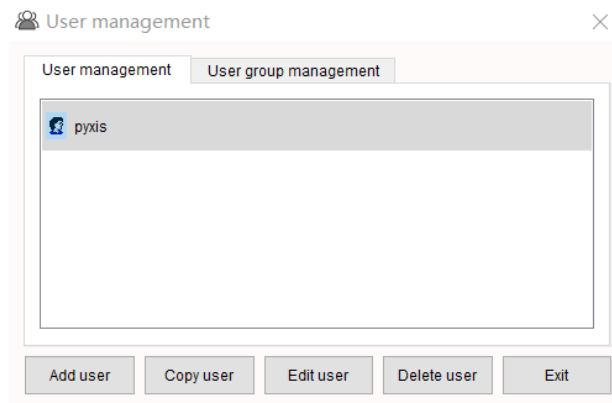 User management
User management User group management
pyxis
Add user Copy user Edit user Delete user Exit